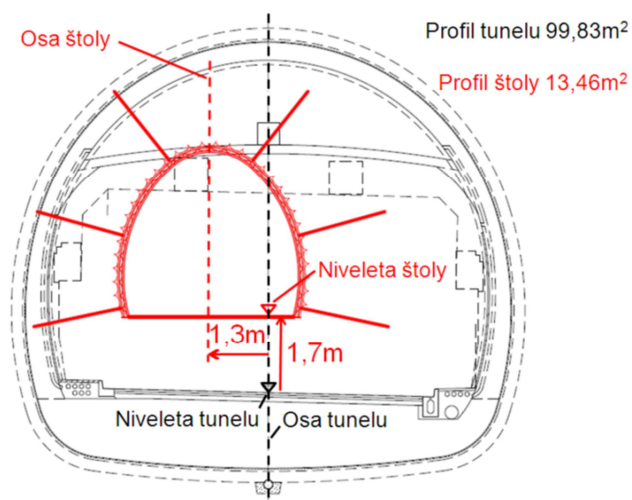 Profil tunelu 99,83m²
Osa štoly
Profil štoly 13,46m²
Niveleta štoly
1,3m
1,7m
Niveleta tunelu
Osa tunelu